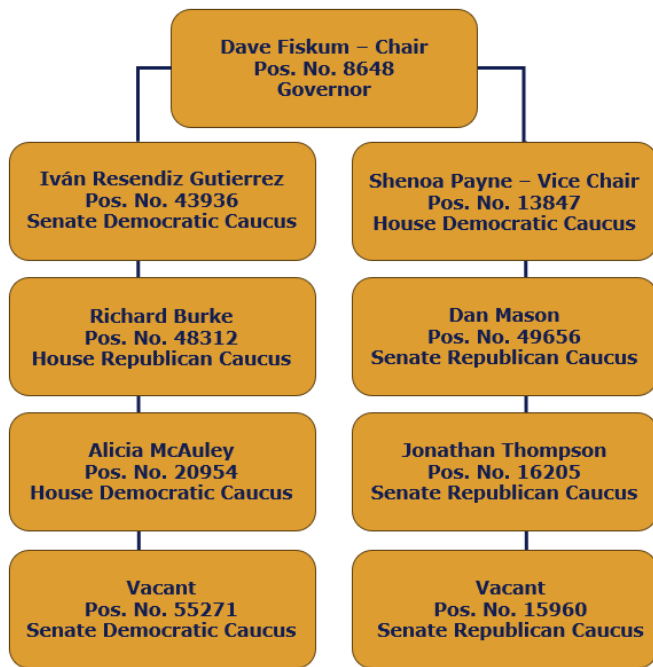 Dave Fiskum – Chair
Pos. No. 8648
Governor
Iván Resendiz Gutierrez
Pos. No. 43936
Senate Democratic Caucus
Shenoa Payne – Vice Chair
Pos. No. 13847
House Democratic Caucus
Richard Burke
Pos. No. 48312
House Republican Caucus
Dan Mason
Pos. No. 49656
Senate Republican Caucus
Alicia McAuley
Pos. No. 20954
House Democratic Caucus
Jonathan Thompson
Pos. No. 16205
Senate Republican Caucus
Vacant
Pos. No. 55271
Senate Democratic Caucus
Vacant
Pos. No. 15960
Senate Republican Caucus